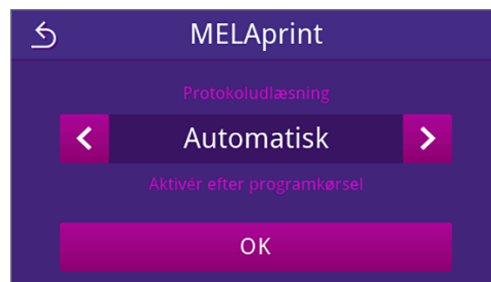 MELAprint
Protokoludlæsning
Automatisk
Aktivér efter programkørsel
OK